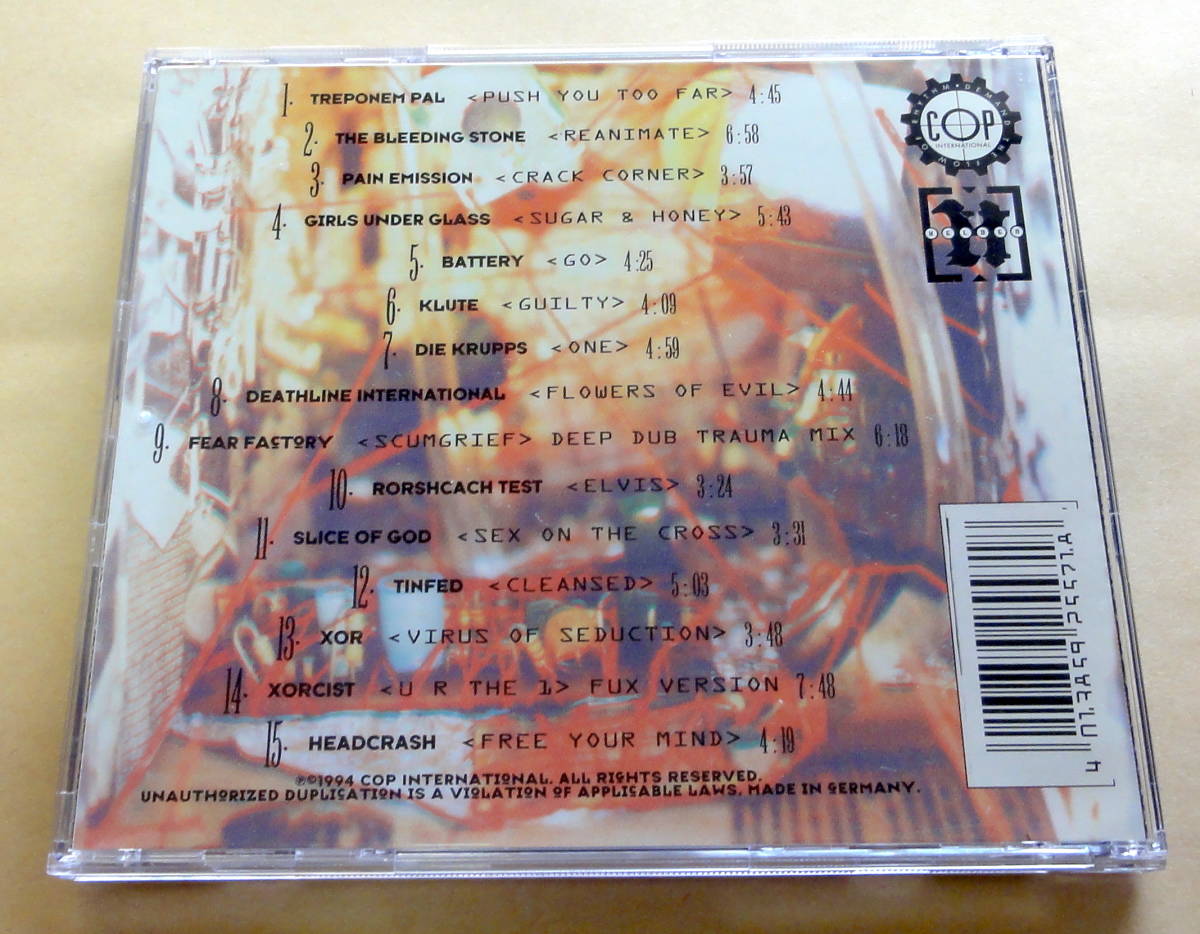 1. TREPONEM PAL <PUSH YOU TOO FAR> 4:45
2. THE BLEEDING STONE <REANIMATE> 6:58
3. PAIN EMISSION <CRACK CORNER> 3:57
4. GIRLS UNDER GLASS <SUGAR & HONEY> 5:43
5. BATTERY <GO> 4:25
6. KLUTE <GUILTY> 4:09
7. DIE KRUPPS <ONE> 4:59
8. DEATHLINE INTERNATIONAL <FLOWERS OF EVIL> 4:44
9. FEAR FACTORY <SCUMGRIEF> DEEP DUB TRAUMA MIX 6:18
10. RORSHCACH TEST <ELVIS> 3:24
11. SLICE OF GOD <SEX ON THE CROSS> 3:31
12. TINFED <CLEANSED> 5:03
13. XOR <VIRUS OF SEDUCTION> 3:48
14. XORCIST <U R THE 1> FUX VERSION 7:48
15. HEADCRASH <FREE YOUR MIND> 4:19
℗©1994 COP INTERNATIONAL. ALL RIGHTS RESERVED.
UNAUTHORIZED DUPLICATION IS A VIOLATION OF APPLICABLE LAWS. MADE IN GERMANY.
COP
INTERNATIONAL